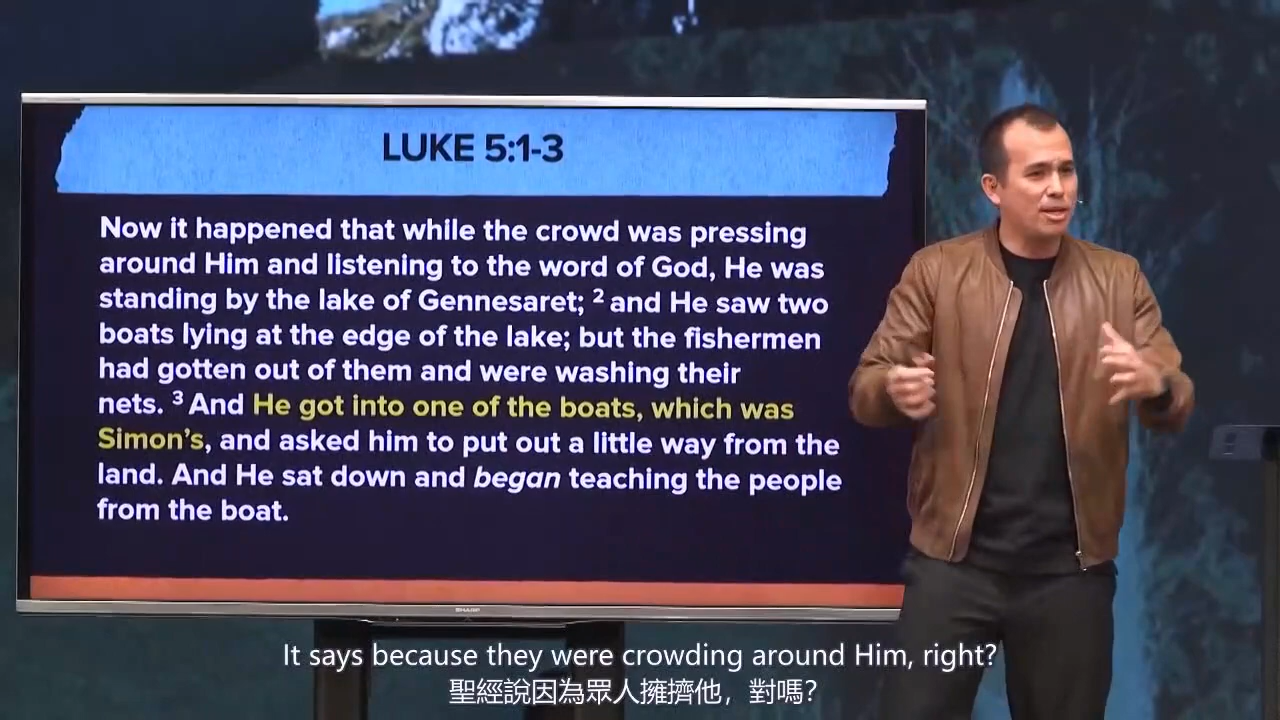 LUKE 5:1-3
Now it happened that while the crowd was pressing
around Him and listening to the word of God, He was
standing by the lake of Gennesaret; ² and He saw two
boats lying at the edge of the lake; but the fishermen
had gotten out of them and were washing their
nets. ³ And He got into one of the boats, which was
Simon’s, and asked him to put out a little way from the
land. And He sat down and began teaching the people
from the boat.
SHARP
It says because they were crowding around Him, right?
聖經說因為眾人擁擠他，對嗎？